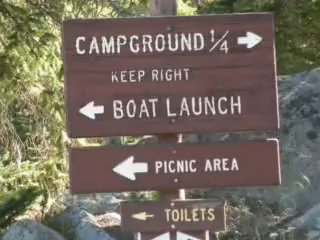 CAMPGROUND 1/4 →
KEEP RIGHT
← BOAT LAUNCH
← PICNIC AREA
← TOILETS